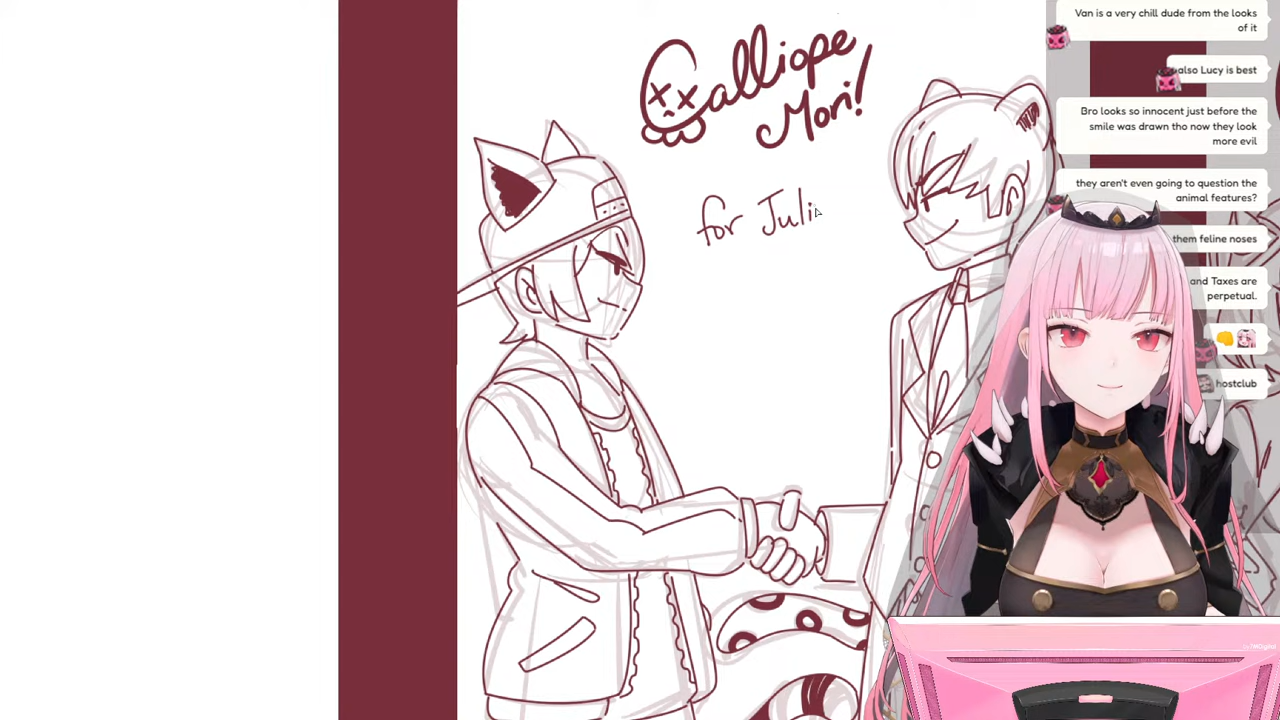 Calliope
Mori!
for Juli
Van is a very chill dude from the looks
of it
also Lucy is best
Bro looks so innocent just before the
smile was drawn tho now they look
more evil
they aren't even going to question the
animal features?
them feline noses
and Taxes are
perpetual.
hostclub